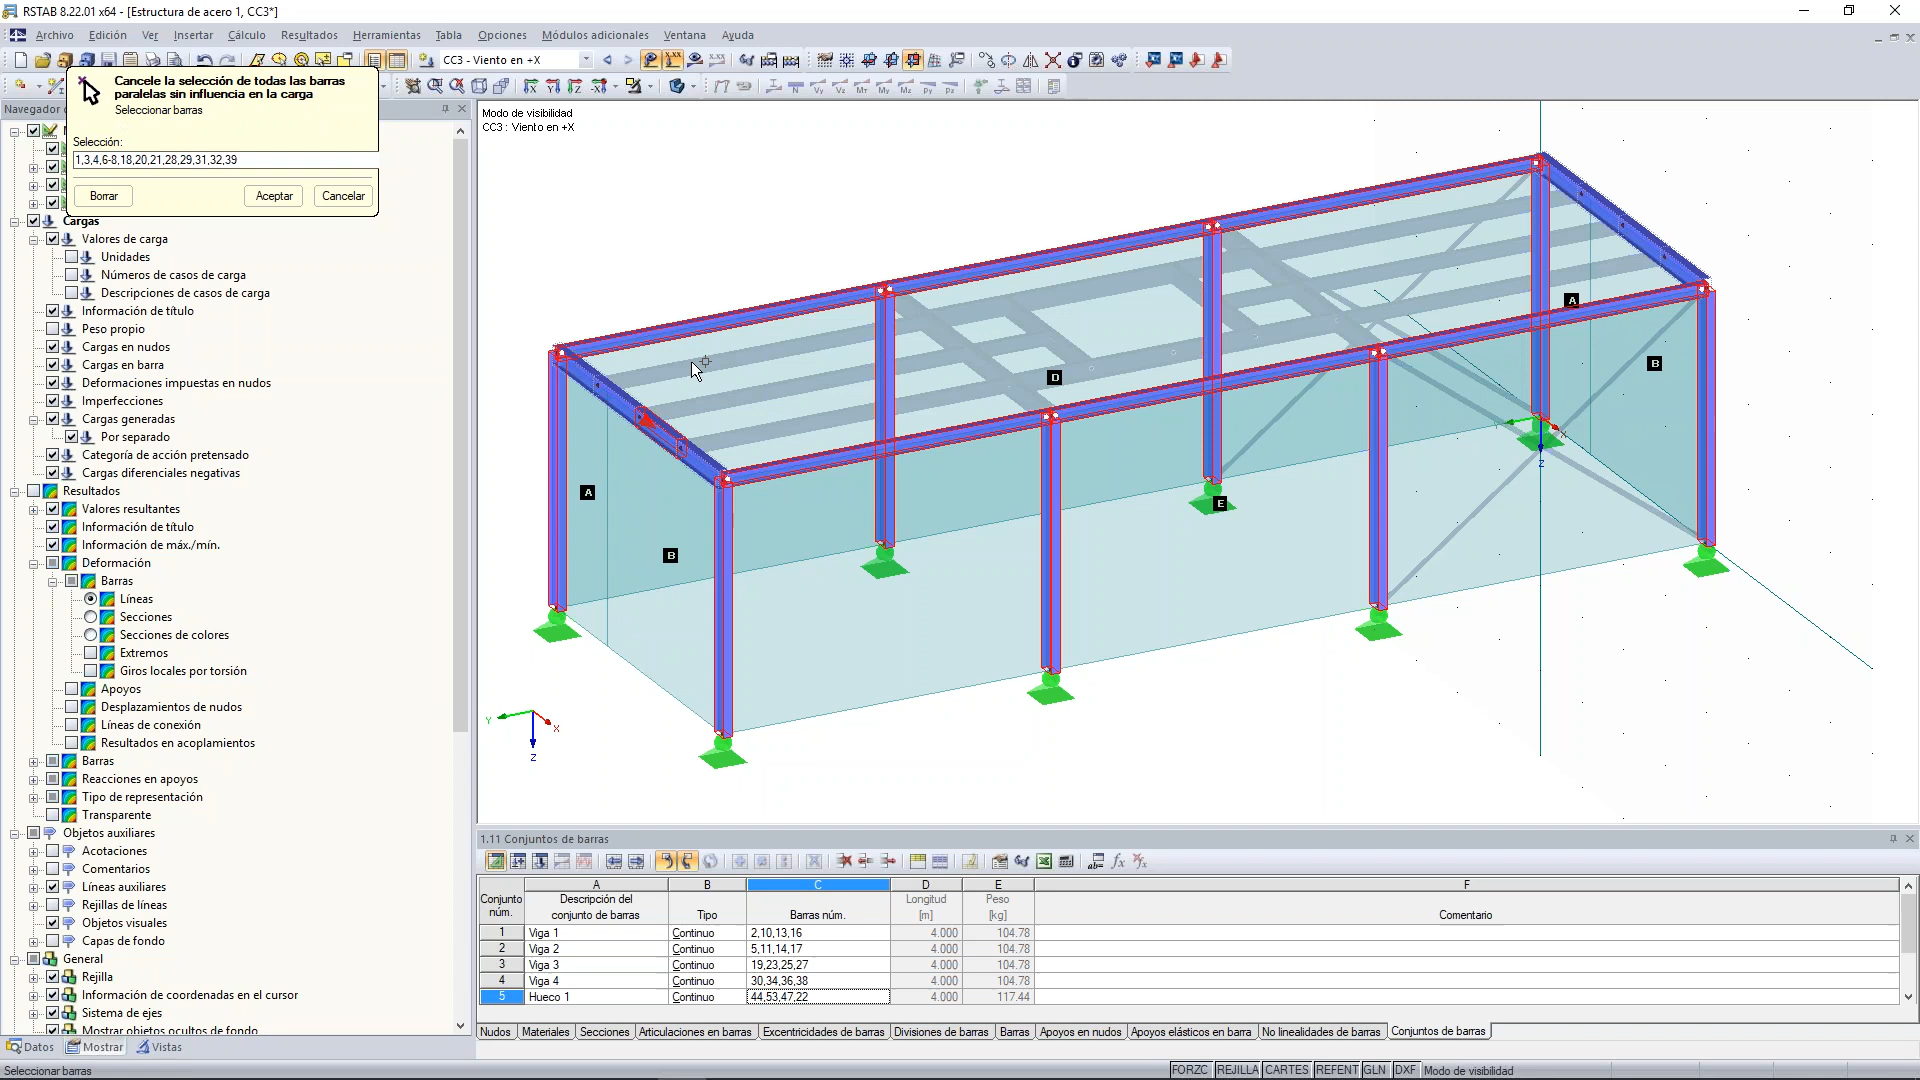 RSTAB 8.22.01 x64 - [Estructura de acero 1, CC3*]
Archivo Edición Ver Insertar Cálculo Resultados Herramientas Tabla Opciones Módulos adicionales Ventana Ayuda
CC3 - Viento en +X
Cancele la selección de todas las barras
paralelas sin influencia en la carga
Seleccionar barras
Selección:
1,3,4,6-8,18,20,21,28,29,31,32,39
Borrar Aceptar Cancelar
Navegador
Cargas
Valores de carga
Unidades
Números de casos de carga
Descripciones de casos de carga
Información de título
Peso propio
Cargas en nudos
Cargas en barra
Deformaciones impuestas en nudos
Imperfecciones
Cargas generadas
Por separado
Categoría de acción pretensado
Cargas diferenciales negativas
Resultados
Valores resultantes
Información de título
Información de máx./mín.
Deformación
Barras
Líneas
Secciones
Secciones de colores
Extremos
Giros locales por torsión
Apoyos
Desplazamientos de nudos
Líneas de conexión
Resultados en acoplamientos
Barras
Reacciones en apoyos
Tipo de representación
Transparente
Objetos auxiliares
Acotaciones
Comentarios
Líneas auxiliares
Rejillas de líneas
Objetos visuales
Capas de fondo
General
Rejilla
Información de coordenadas en el cursor
Sistema de ejes
Mostrar objetos ocultos de fondo
Datos Mostrar Vistas
Modo de visibilidad
CC3 : Viento en +X
A
B
D
E
A
B
X
Z
Y
X
Z
1.11 Conjuntos de barras
A B C D E F
Conjunto Descripción del Longitud Peso
núm. conjunto de barras Tipo Barras núm. [m] [kg] Comentario
1 Viga 1 Continuo 2,10,13,16 4.000 104.78
2 Viga 2 Continuo 5,11,14,17 4.000 104.78
3 Viga 3 Continuo 19,23,25,27 4.000 104.78
4 Viga 4 Continuo 30,34,36,38 4.000 104.78
5 Hueco 1 Continuo 44,53,47,22 4.000 117.44
Nudos Materiales Secciones Articulaciones en barras Excentricidades de barras Divisiones de barras Barras Apoyos en nudos Apoyos elásticos en barra No linealidades de barras Conjuntos de barras
Seleccionar barras FORZC REJILLA CARTES REFENT GLN DXF Modo de visibilidad